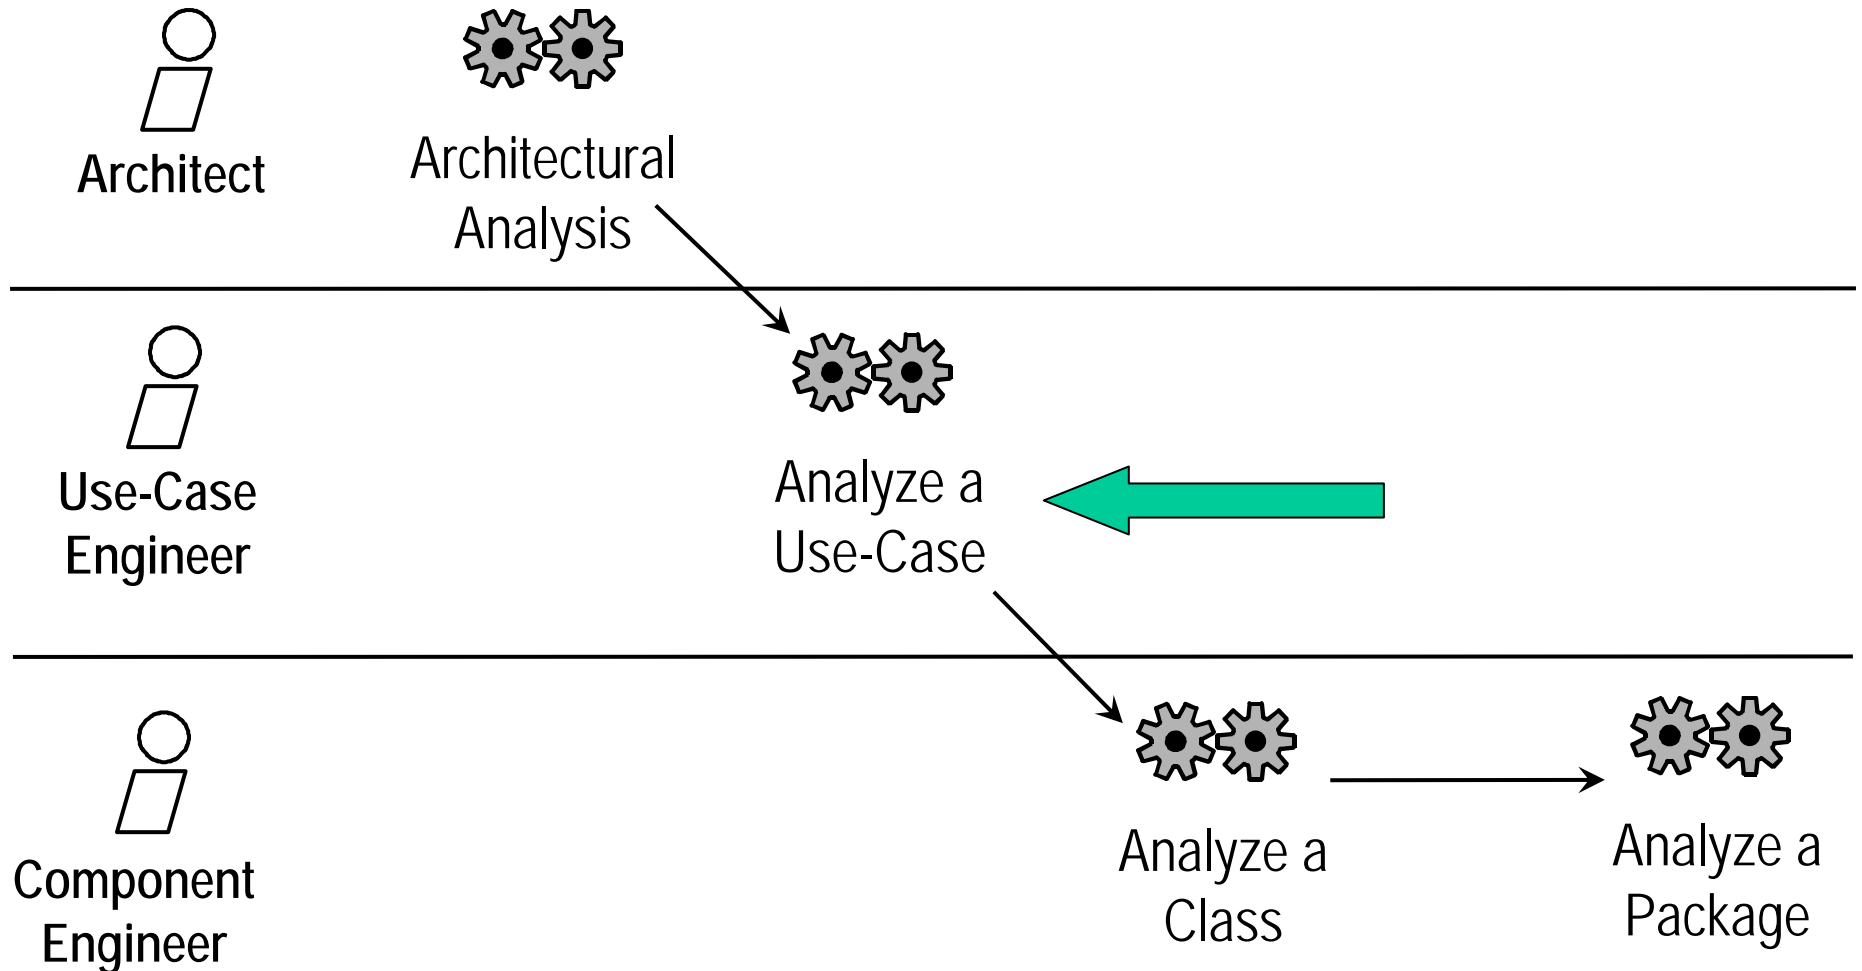 Architect
Architectural
Analysis
Use-Case
Engineer
Analyze a
Use-Case
Component
Engineer
Analyze a
Class
Analyze a
Package